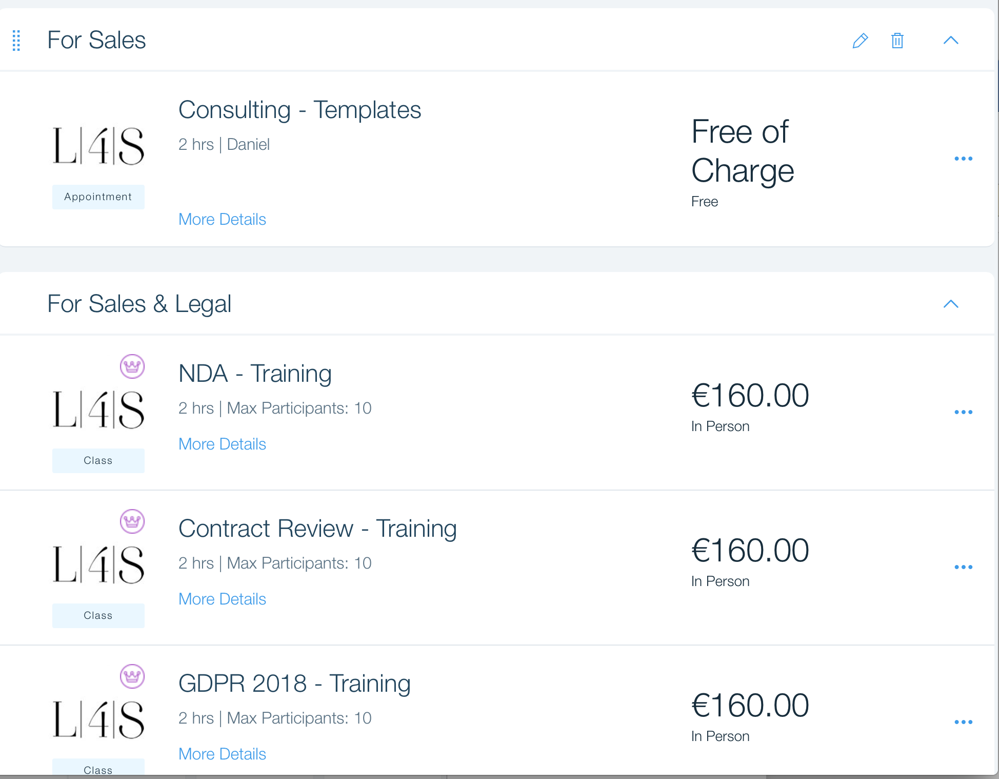 For Sales
Consulting - Templates
2 hrs | Daniel
L|4|S
Free of
Charge
Free
Appointment
More Details
For Sales & Legal
NDA - Training
2 hrs | Max Participants: 10
L|4|S
€160.00
In Person
More Details
Class
Contract Review - Training
2 hrs | Max Participants: 10
L|4|S
€160.00
In Person
More Details
Class
GDPR 2018 - Training
2 hrs | Max Participants: 10
L|4|S
€160.00
In Person
More Details
Class